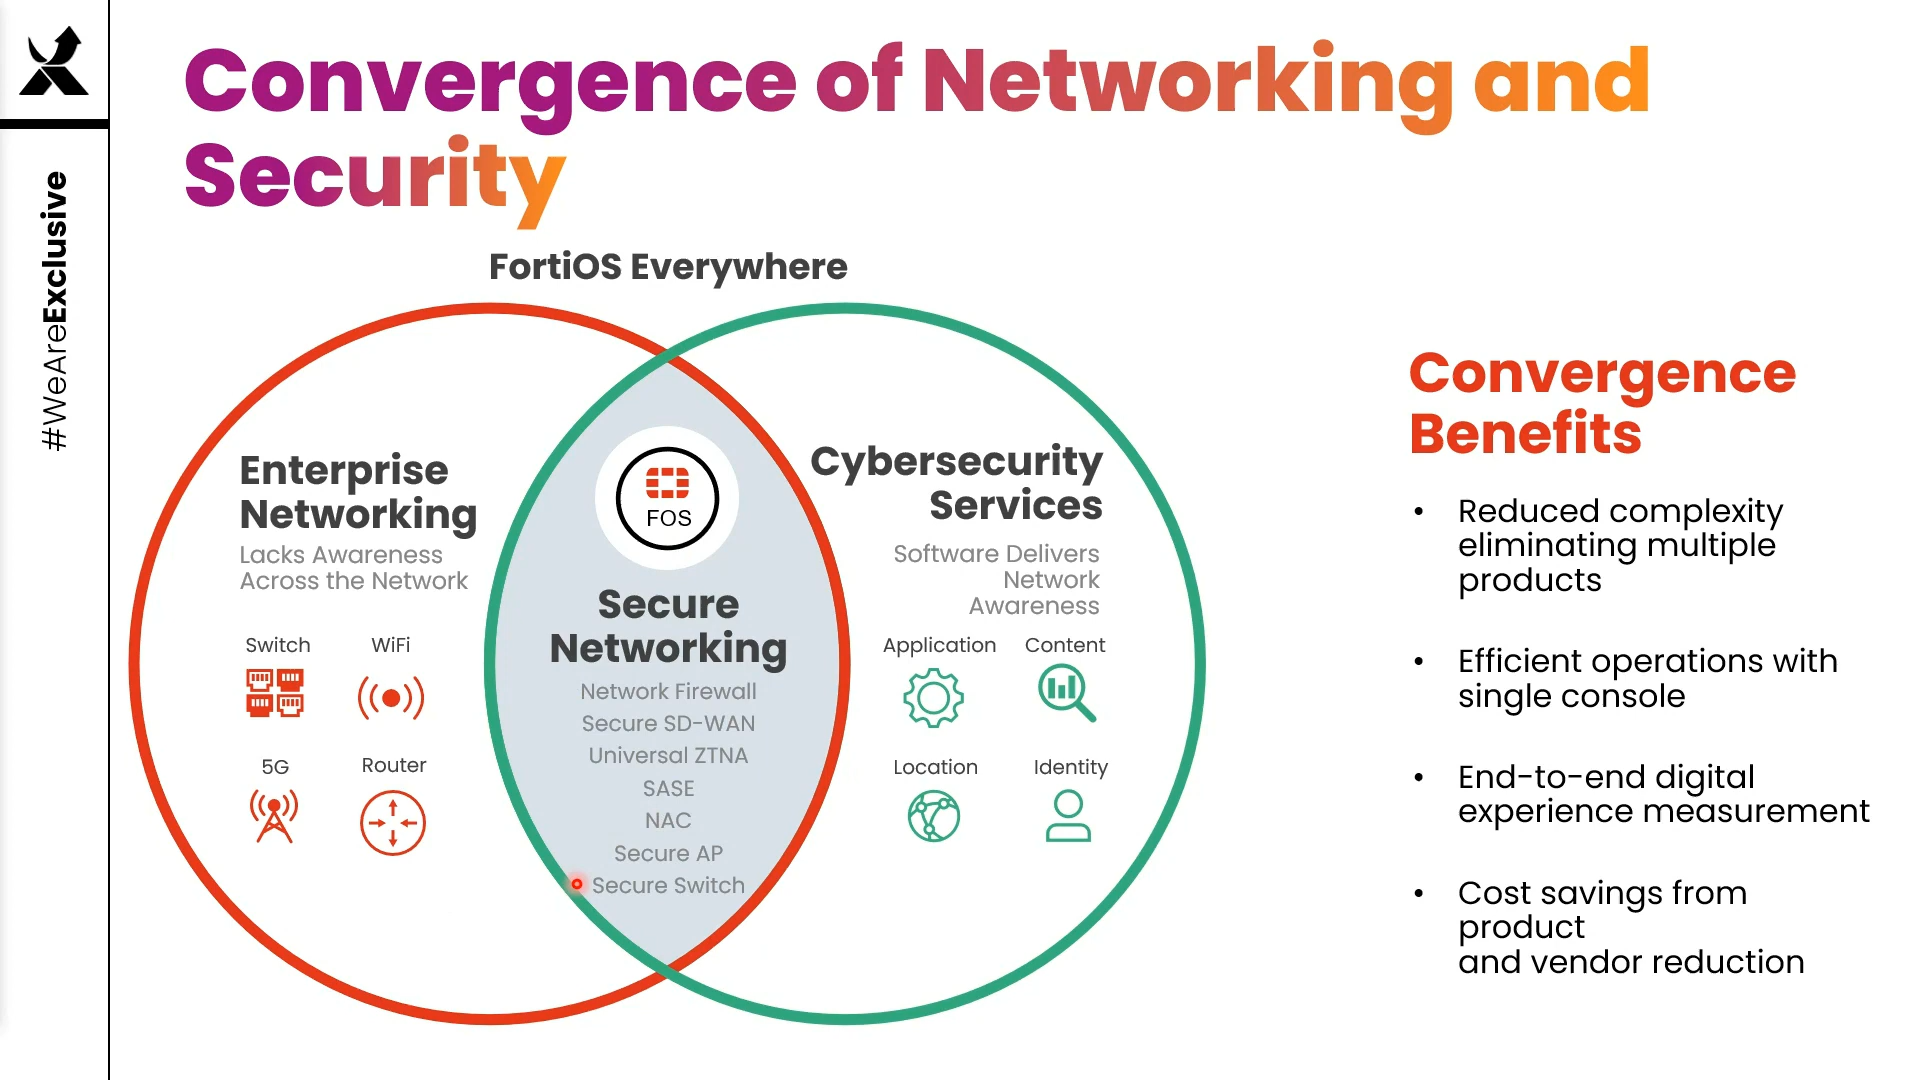 #WeAreExclusive
Convergence of Networking and
Security
FortiOS Everywhere
Enterprise
Networking
Lacks Awareness
Across the Network
Switch
WiFi
5G
Router
FOS
Secure
Networking
Network Firewall
Secure SD-WAN
Universal ZTNA
SASE
NAC
Secure AP
Secure Switch
Cybersecurity
Services
Software Delivers
Network
Awareness
Application
Content
Location
Identity
Convergence
Benefits
• Reduced complexity
eliminating multiple
products
• Efficient operations with
single console
• End-to-end digital
experience measurement
• Cost savings from
product
and vendor reduction